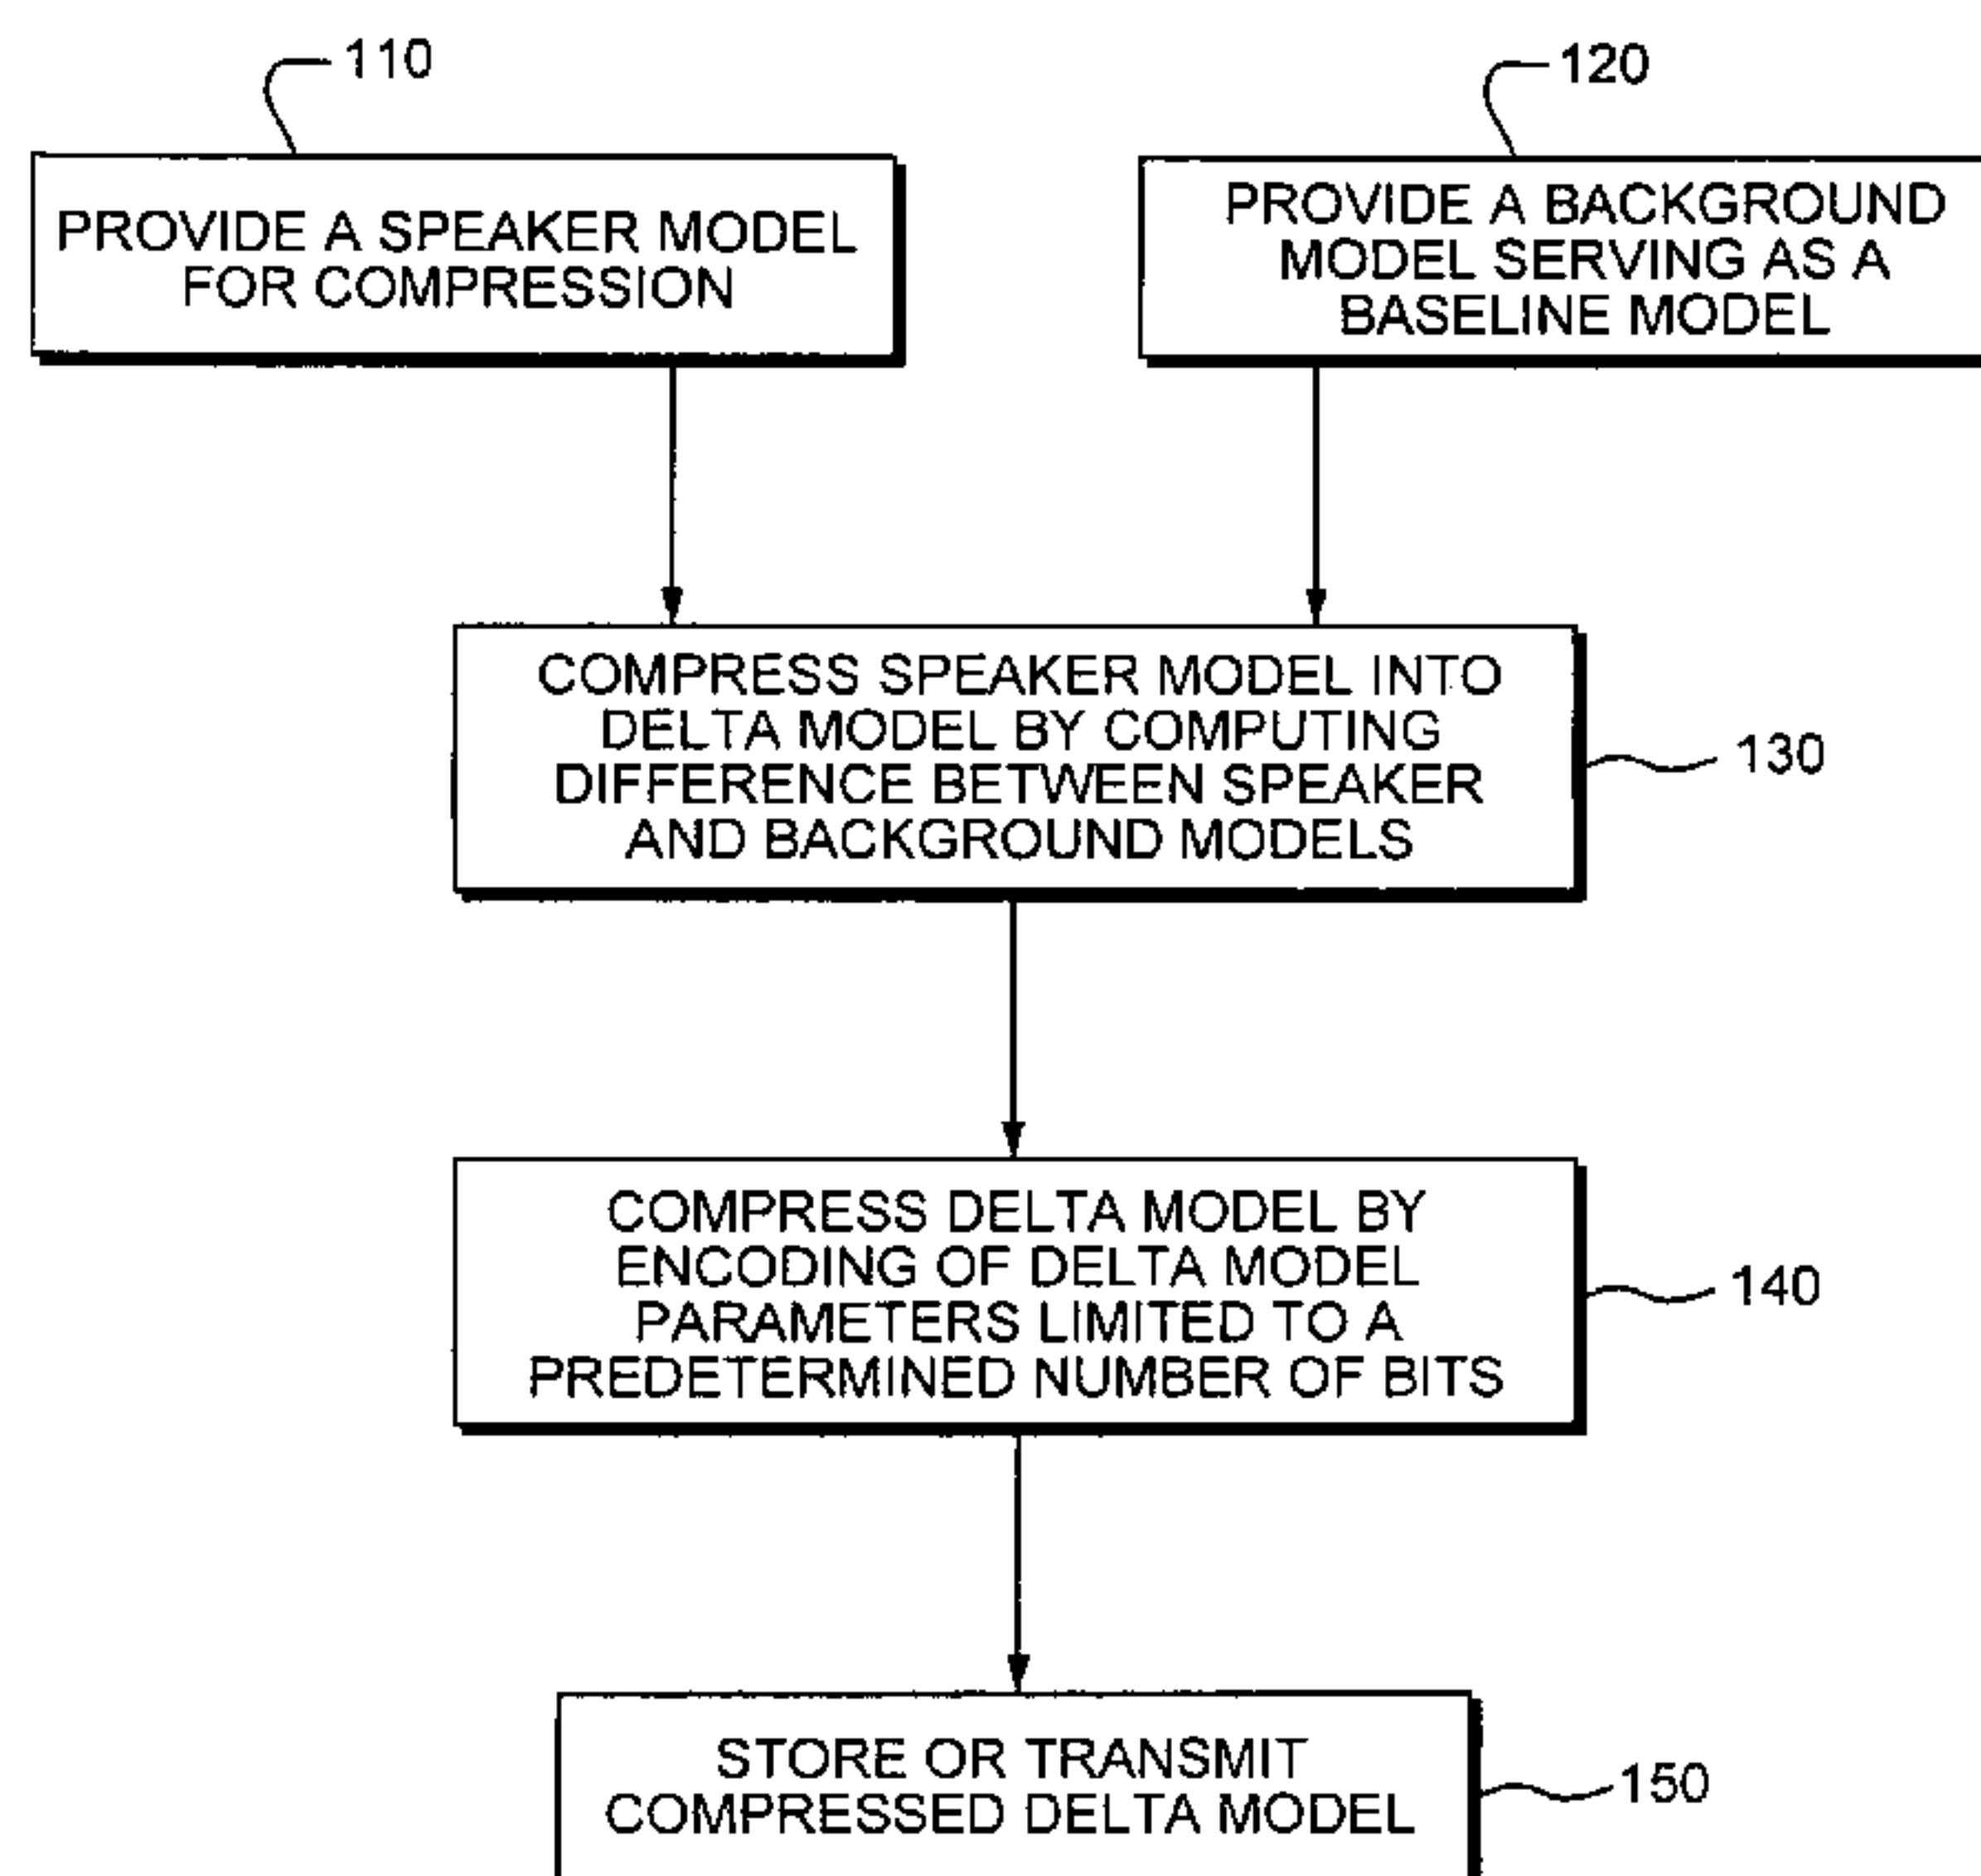 110
120
PROVIDE A SPEAKER MODEL
FOR COMPRESSION
PROVIDE A BACKGROUND
MODEL SERVING AS A
BASELINE MODEL
COMPRESS SPEAKER MODEL INTO
DELTA MODEL BY COMPUTING
DIFFERENCE BETWEEN SPEAKER
AND BACKGROUND MODELS
130
COMPRESS DELTA MODEL BY
ENCODING OF DELTA MODEL
PARAMETERS LIMITED TO A
PREDETERMINED NUMBER OF BITS
140
STORE OR TRANSMIT
COMPRESSED DELTA MODEL
150